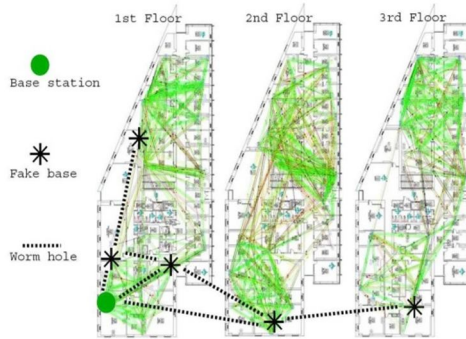 1st Floor
2nd Floor
3rd Floor
Base station
Fake base
Worm hole